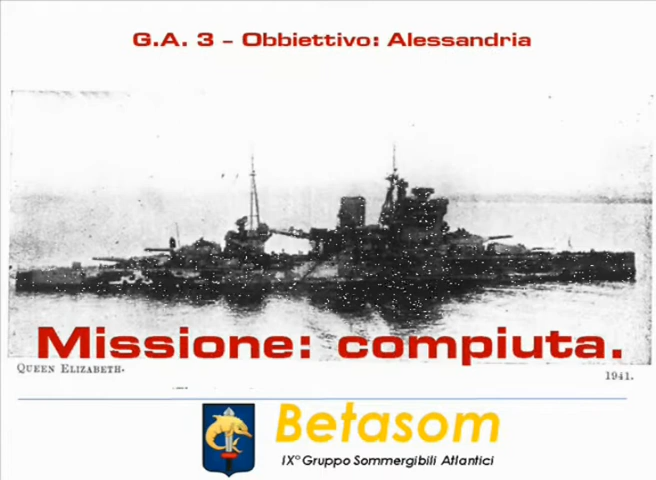 G.A. 3 - Obbiettivo: Alessandria
Missione: compiuta.
Queen Elizabeth.
1941.
Betasom
IX° Gruppo Sommergibili Atlantici